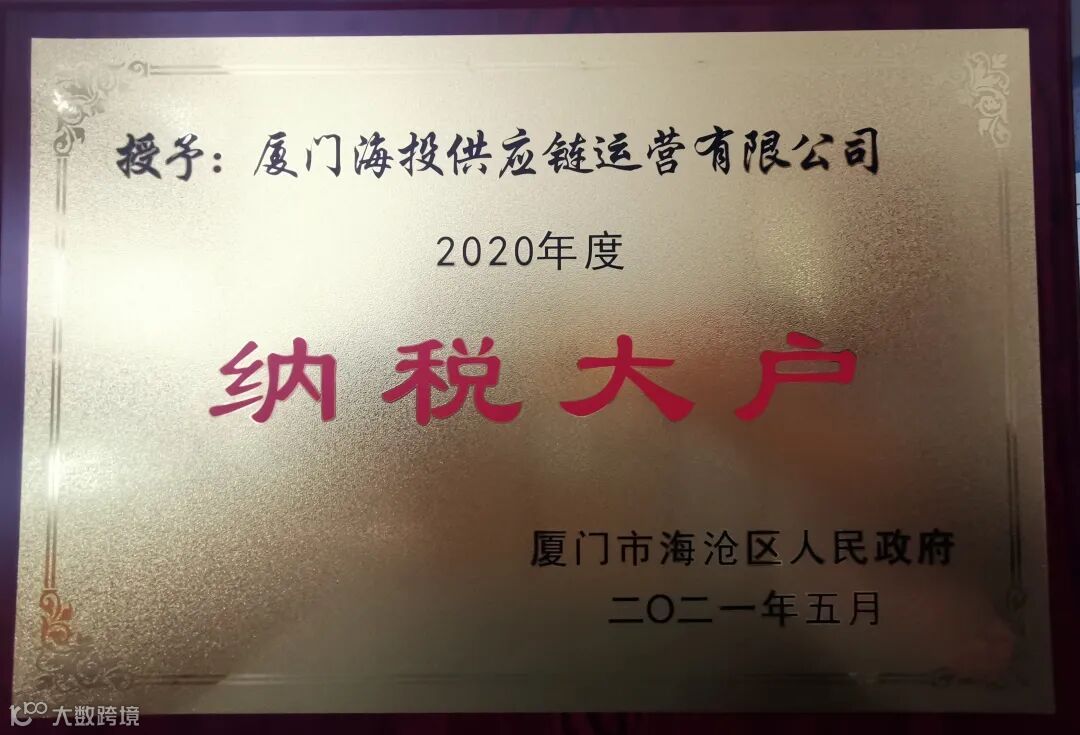 授予：厦门海投供应链运营有限公司
2020年度
纳税大户
厦门市海沧区人民政府
二〇二一年五月
大数跨境